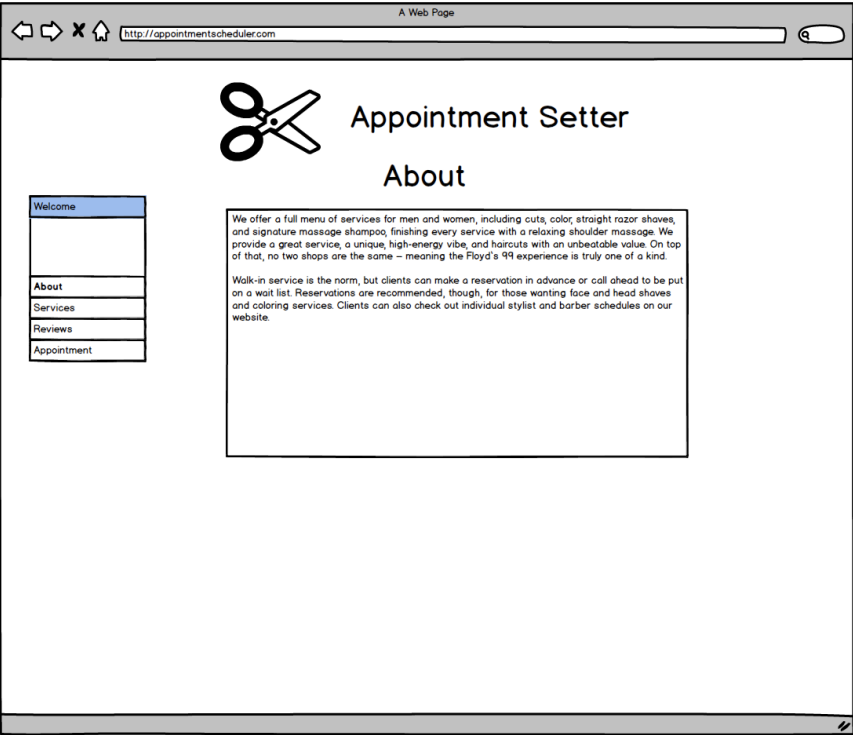 A Web Page
http://appointmentscheduler.com
Appointment Setter
About
Welcome
About
Services
Reviews
Appointment
We offer a full menu of services for men and women, including cuts, color, straight razor shaves,
and signature massage shampoo, finishing every service with a relaxing shoulder massage. We
provide a great service, a unique, high-energy vibe, and haircuts with an unbeatable value. On top
of that, no two shops are the same – meaning the Floyd's 99 experience is truly one of a kind.
Walk-in service is the norm, but clients can make a reservation in advance or call ahead to be put
on a wait list. Reservations are recommended, though, for those wanting face and head shaves
and coloring services. Clients can also check out individual stylist and barber schedules on our
website.